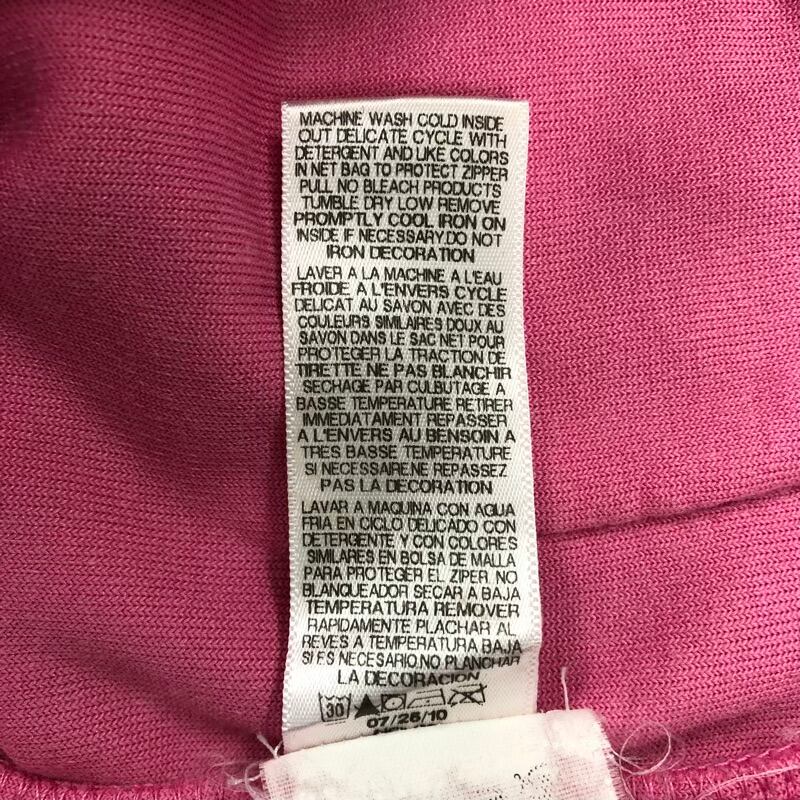 MACHINE WASH COLD INSIDE
OUT DELICATE CYCLE WITH
DETERGENT AND LIKE COLORS
IN NET BAG TO PROTECT ZIPPER
PULL NO BLEACH PRODUCTS
TUMBLE DRY LOW REMOVE
PROMPTLY COOL IRON ON
INSIDE IF NECESSARY.DO NOT
IRON DECORATION
LAVER A LA MACHINE A L'EAU
FROIDE A L'ENVERS CYCLE
DELICAT AU SAVON AVEC DES
COULEURS SIMILAIRES DOUX AU
SAVON DANS LE SAC NET POUR
PROTEGER LA TRACTION DE
TIRETTE NE PAS BLANCHIR
SECHAGE PAR CULBUTAGE A
BASSE TEMPERATURE RETIRER
IMMEDIATAMENT REPASSER
A L'ENVERS AU BENSOIN A
TRES BASSE TEMPERATURE
SI NECESSAIRE.NE REPASSEZ
PAS LA DECORATION
LAVAR A MAQUINA CON AGUA
FRIA EN CICLO DELICADO CON
DETERGENTE Y CON COLORES
SIMILARES EN BOLSA DE MALLA
PARA PROTEGER EL ZIPER. NO
BLANQUEADOR SECAR A BAJA
TEMPERATURA REMOVER
RAPIDAMENTE PLACHAR AL
REVES A TEMPERATURA BAJA
SI ES NECESARIO.NO PLANCHAR
LA DECORACION
30
07/26/10